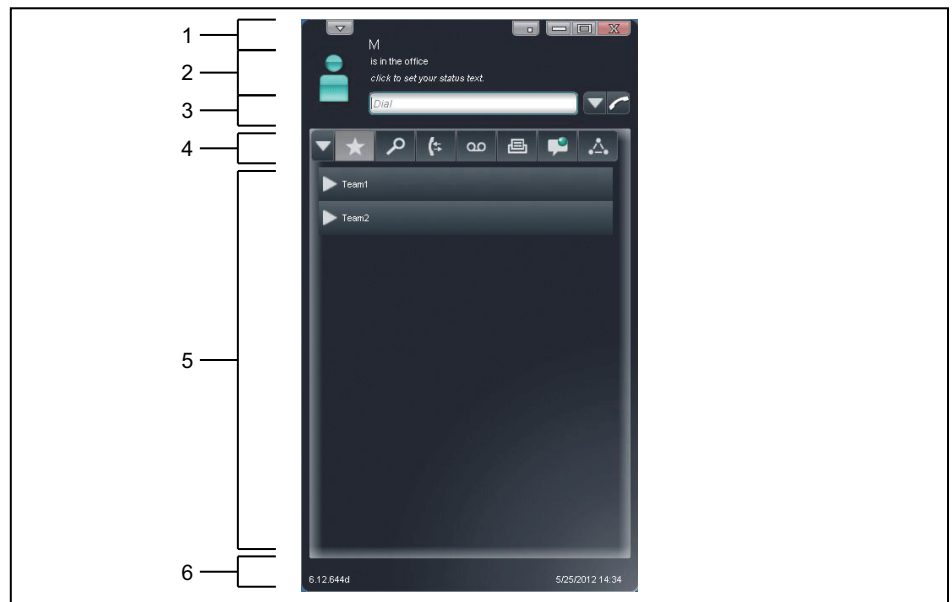 1
2
3
4
5
6
M
is in the office
click to set your status text.
Dial
Team1
Team2
6.12.644d
5/25/2012 14:34